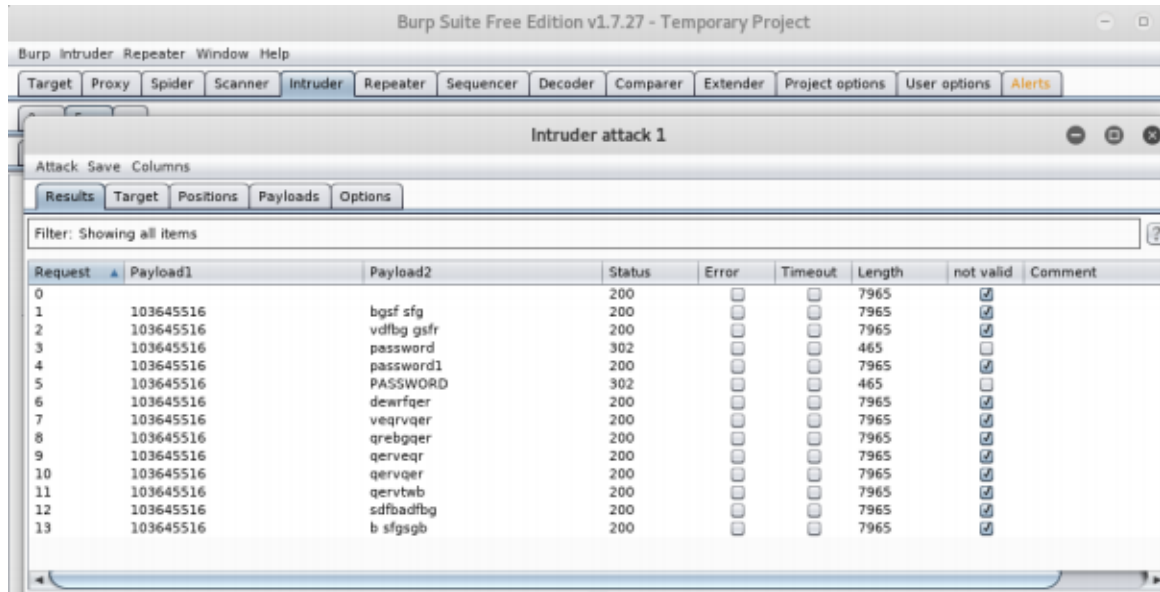 Burp Suite Free Edition v1.7.27 - Temporary Project
Burp Intruder Repeater Window Help
Target Proxy Spider Scanner Intruder Repeater Sequencer Decoder Comparer Extender Project options User options Alerts
Intruder attack 1
Attack Save Columns
Results Target Positions Payloads Options
Filter: Showing all items
?
Request Payload1 Payload2 Status Error Timeout Length not valid Comment
0 200 7965
1 103645516 bgsf sfg 200 7965
2 103645516 vdfbg gsfr 200 7965
3 103645516 password 302 465
4 103645516 password1 200 7965
5 103645516 PASSWORD 302 465
6 103645516 dewrfqer 200 7965
7 103645516 veqrvqer 200 7965
8 103645516 qrebgqer 200 7965
9 103645516 qerveqr 200 7965
10 103645516 qervqer 200 7965
11 103645516 qervtwb 200 7965
12 103645516 sdfbadfbg 200 7965
13 103645516 b sfgsgb 200 7965